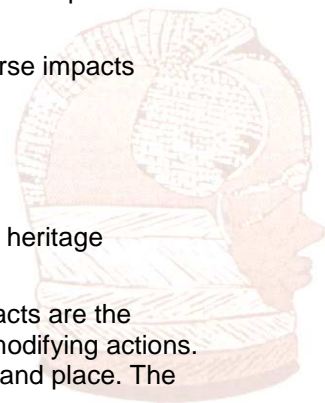 rse impacts
heritage
acts are the
modifying actions.
and place. The